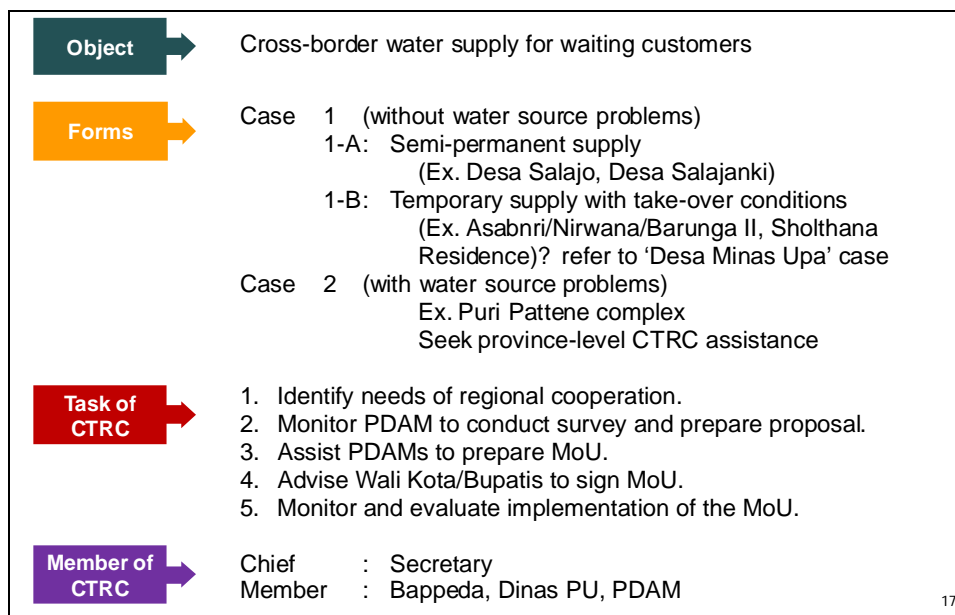 Object
Cross-border water supply for waiting customers
Forms
Case 1 (without water source problems)
1-A: Semi-permanent supply
(Ex. Desa Salajo, Desa Salajanki)
1-B: Temporary supply with take-over conditions
(Ex. Asabnri/Nirwana/Barunga II, Sholthana
Residence)? refer to ‘Desa Minas Upa’ case
Case 2 (with water source problems)
Ex. Puri Pattene complex
Seek province-level CTRC assistance
Task of
CTRC
1. Identify needs of regional cooperation.
2. Monitor PDAM to conduct survey and prepare proposal.
3. Assist PDAMs to prepare MoU.
4. Advise Wali Kota/Bupatis to sign MoU.
5. Monitor and evaluate implementation of the MoU.
Member of
CTRC
Chief : Secretary
Member : Bappeda, Dinas PU, PDAM
17